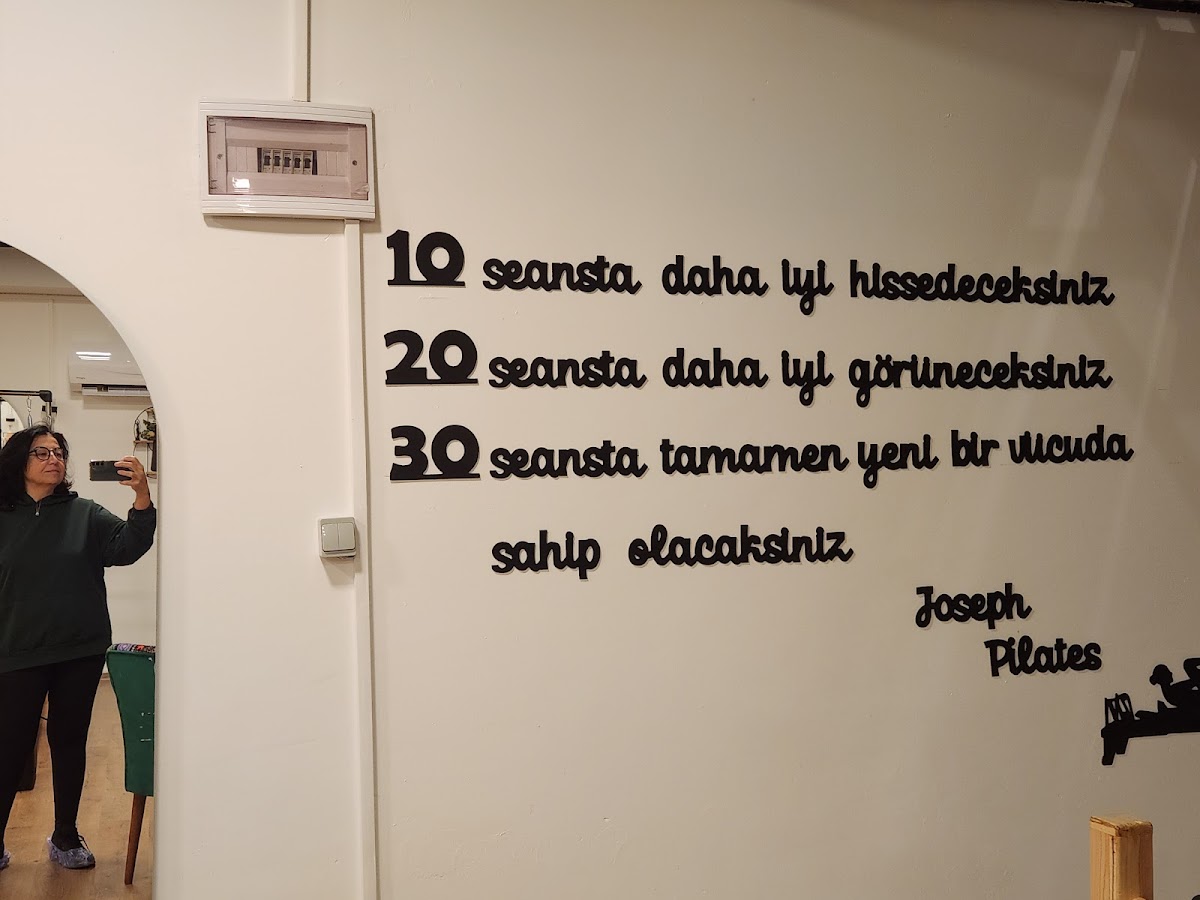 10 seansta daha iyi hissedeceksiniz
20 seansta daha iyi görüneceksiniz
30 seansta tamamen yeni bir vücuda
sahip olacaksiniz
Joseph
Pilates